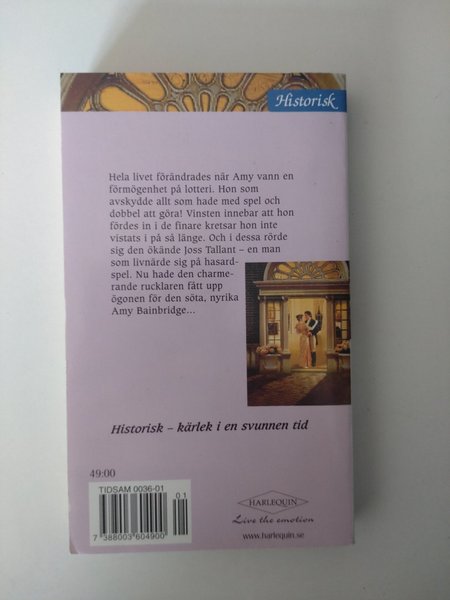 Historisk
Hela livet förändrades när Amy vann en
förmögenhet på lotteri. Hon som
avskydde allt som hade med spel och
dobbel att göra! Vinsten innebar att hon
fördes in i de finare kretsar hon inte
vistats i på så länge. Och i dessa rörde
sig den ökände Joss Tallant – en man
som livnärde sig på hasard-
spel. Nu hade den charme-
rande rucklaren fått upp
ögonen för den söta, nyrika
Amy Bainbridge...
Historisk – kärlek i en svunnen tid
49:00
TIDSAM 0036-01
01
7 388003 604900
HARLEQUIN
Live the emotion
www.harlequin.se